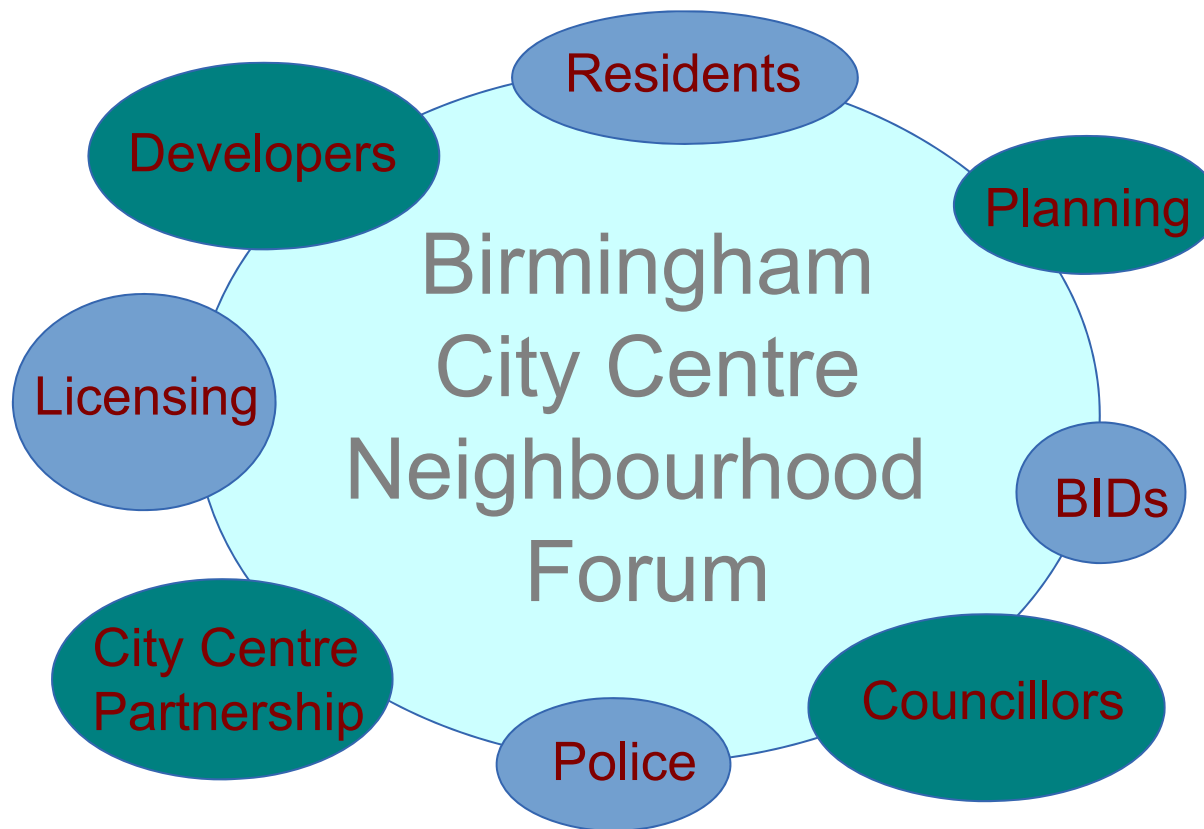 Residents
Developers
Planning
Birmingham
City Centre
Neighbourhood
Forum
Licensing
BIDs
City Centre
Partnership
Councillors
Police